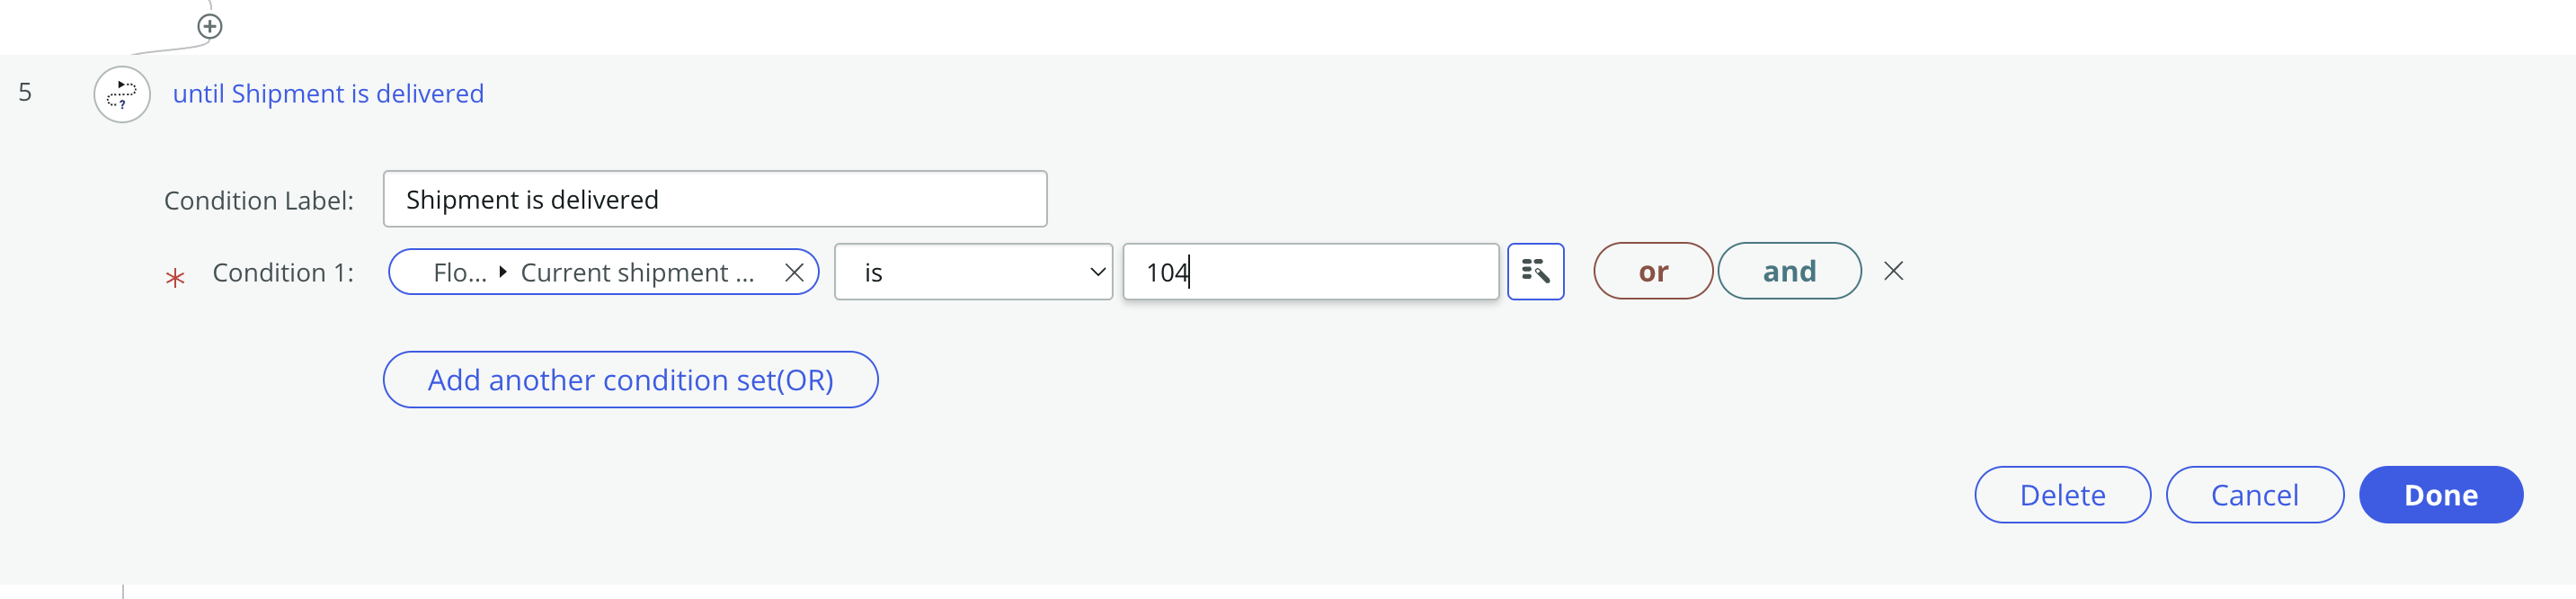 5 until Shipment is delivered
Condition Label: Shipment is delivered
* Condition 1: Flo... Current shipment ... is 104 or and
Add another condition set(OR)
Delete Cancel Done